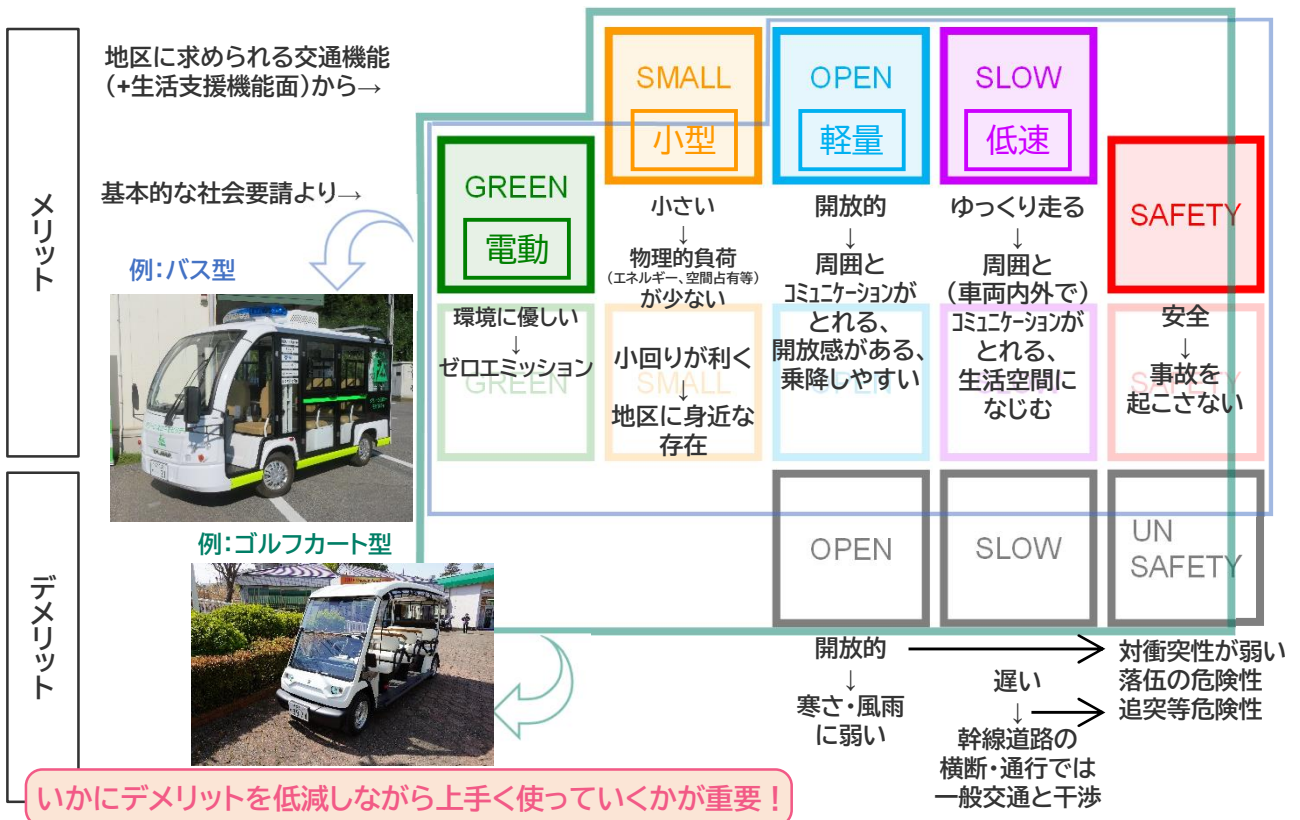 メリット
地区に求められる交通機能
(+生活支援機能面)から→
基本的な社会要請より→
例：バス型
GREEN
電動
環境に優しい
↓
ゼロエミッション
GREEN
SMALL
小型
小さい
↓
物理的負荷
(エネルギー、空間占有等)
が少ない
小回りが利く
SMALL
↓
地区に身近な
存在
OPEN
軽量
開放的
↓
周囲と
コミュニケーションが
とれる、
開放感がある、
乗降しやすい
OPEN
SLOW
低速
ゆっくり走る
↓
周囲と
(車両内外で)
コミュニケーションが
とれる、
生活空間に
なじむ
SLOW
SAFETY
安全
↓
事故を
起こさない
SAFETY
デメリット
例：ゴルフカート型
OPEN
開放的
↓
寒さ・風雨
に弱い
SLOW
遅い
↓
幹線道路の
横断・通行では
一般交通と干渉
UN
SAFETY
対衝突性が弱い
落伍の危険性
追突等危険性
いかにデメリットを低減しながら上手く使っていくかが重要！